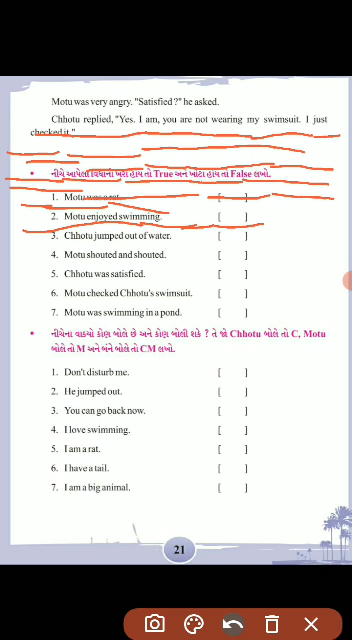 Motu was very angry. "Satisfied ?" he asked.
Chhotu replied, "Yes. I am, you are not wearing my swimsuit. I just
checked it."
• નીચે આપેલાં વિધાનો ખરાં હોય તો True અને ખોટાં હોય તો False લખો.
1. Motu was a rat. [ ]
2. Motu enjoyed swimming. [ ]
3. Chhotu jumped out of water. [ ]
4. Motu shouted and shouted. [ ]
5. Chhotu was satisfied. [ ]
6. Motu checked Chhotu's swimsuit. [ ]
7. Motu was swimming in a pond. [ ]
• નીચેના વાક્યો કોણ બોલે છે અને કોણ બોલી શકે ? તે જો Chhotu બોલે તો C, Motu
બોલે તો M અને બંને બોલે તો CM લખો.
1. Don't disturb me. [ ]
2. He jumped out. [ ]
3. You can go back now. [ ]
4. I love swimming. [ ]
5. I am a rat. [ ]
6. I have a tail. [ ]
7. I am a big animal. [ ]
21